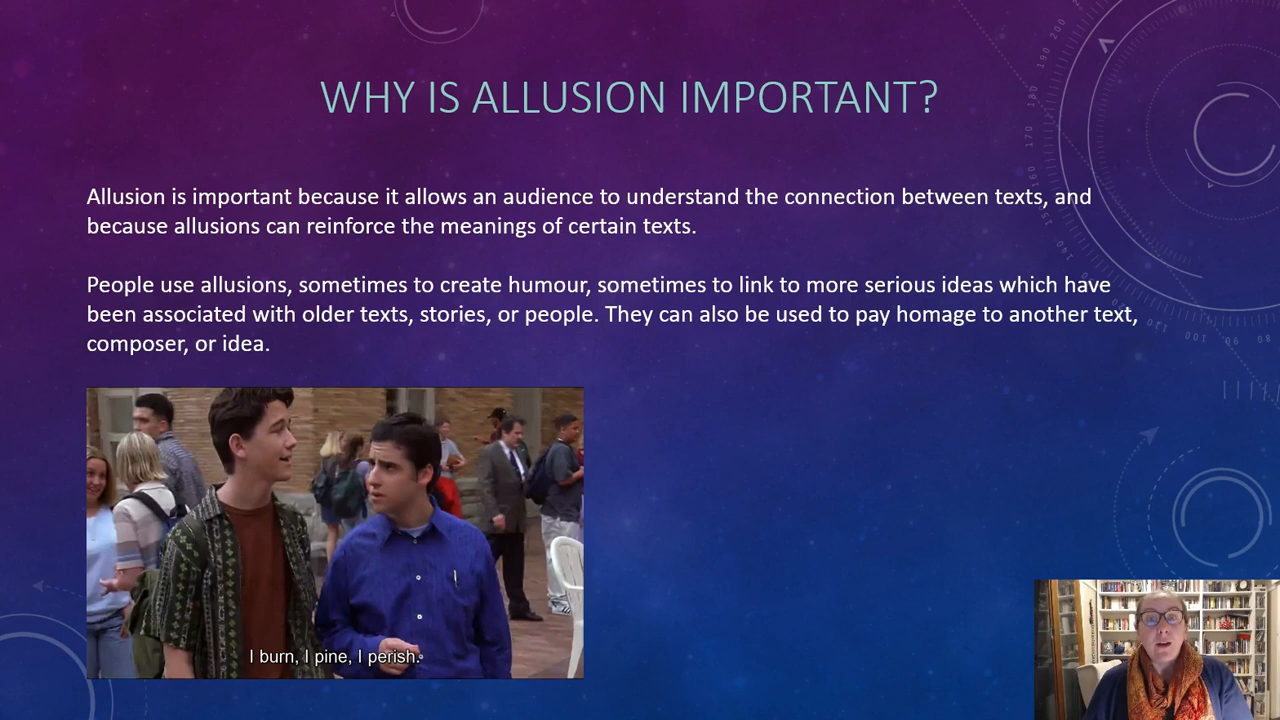 WHY IS ALLUSION IMPORTANT?
Allusion is important because it allows an audience to understand the connection between texts, and
because allusions can reinforce the meanings of certain texts.
People use allusions, sometimes to create humour, sometimes to link to more serious ideas which have
been associated with older texts, stories, or people. They can also be used to pay homage to another text,
composer, or idea.
I burn, I pine, I perish.